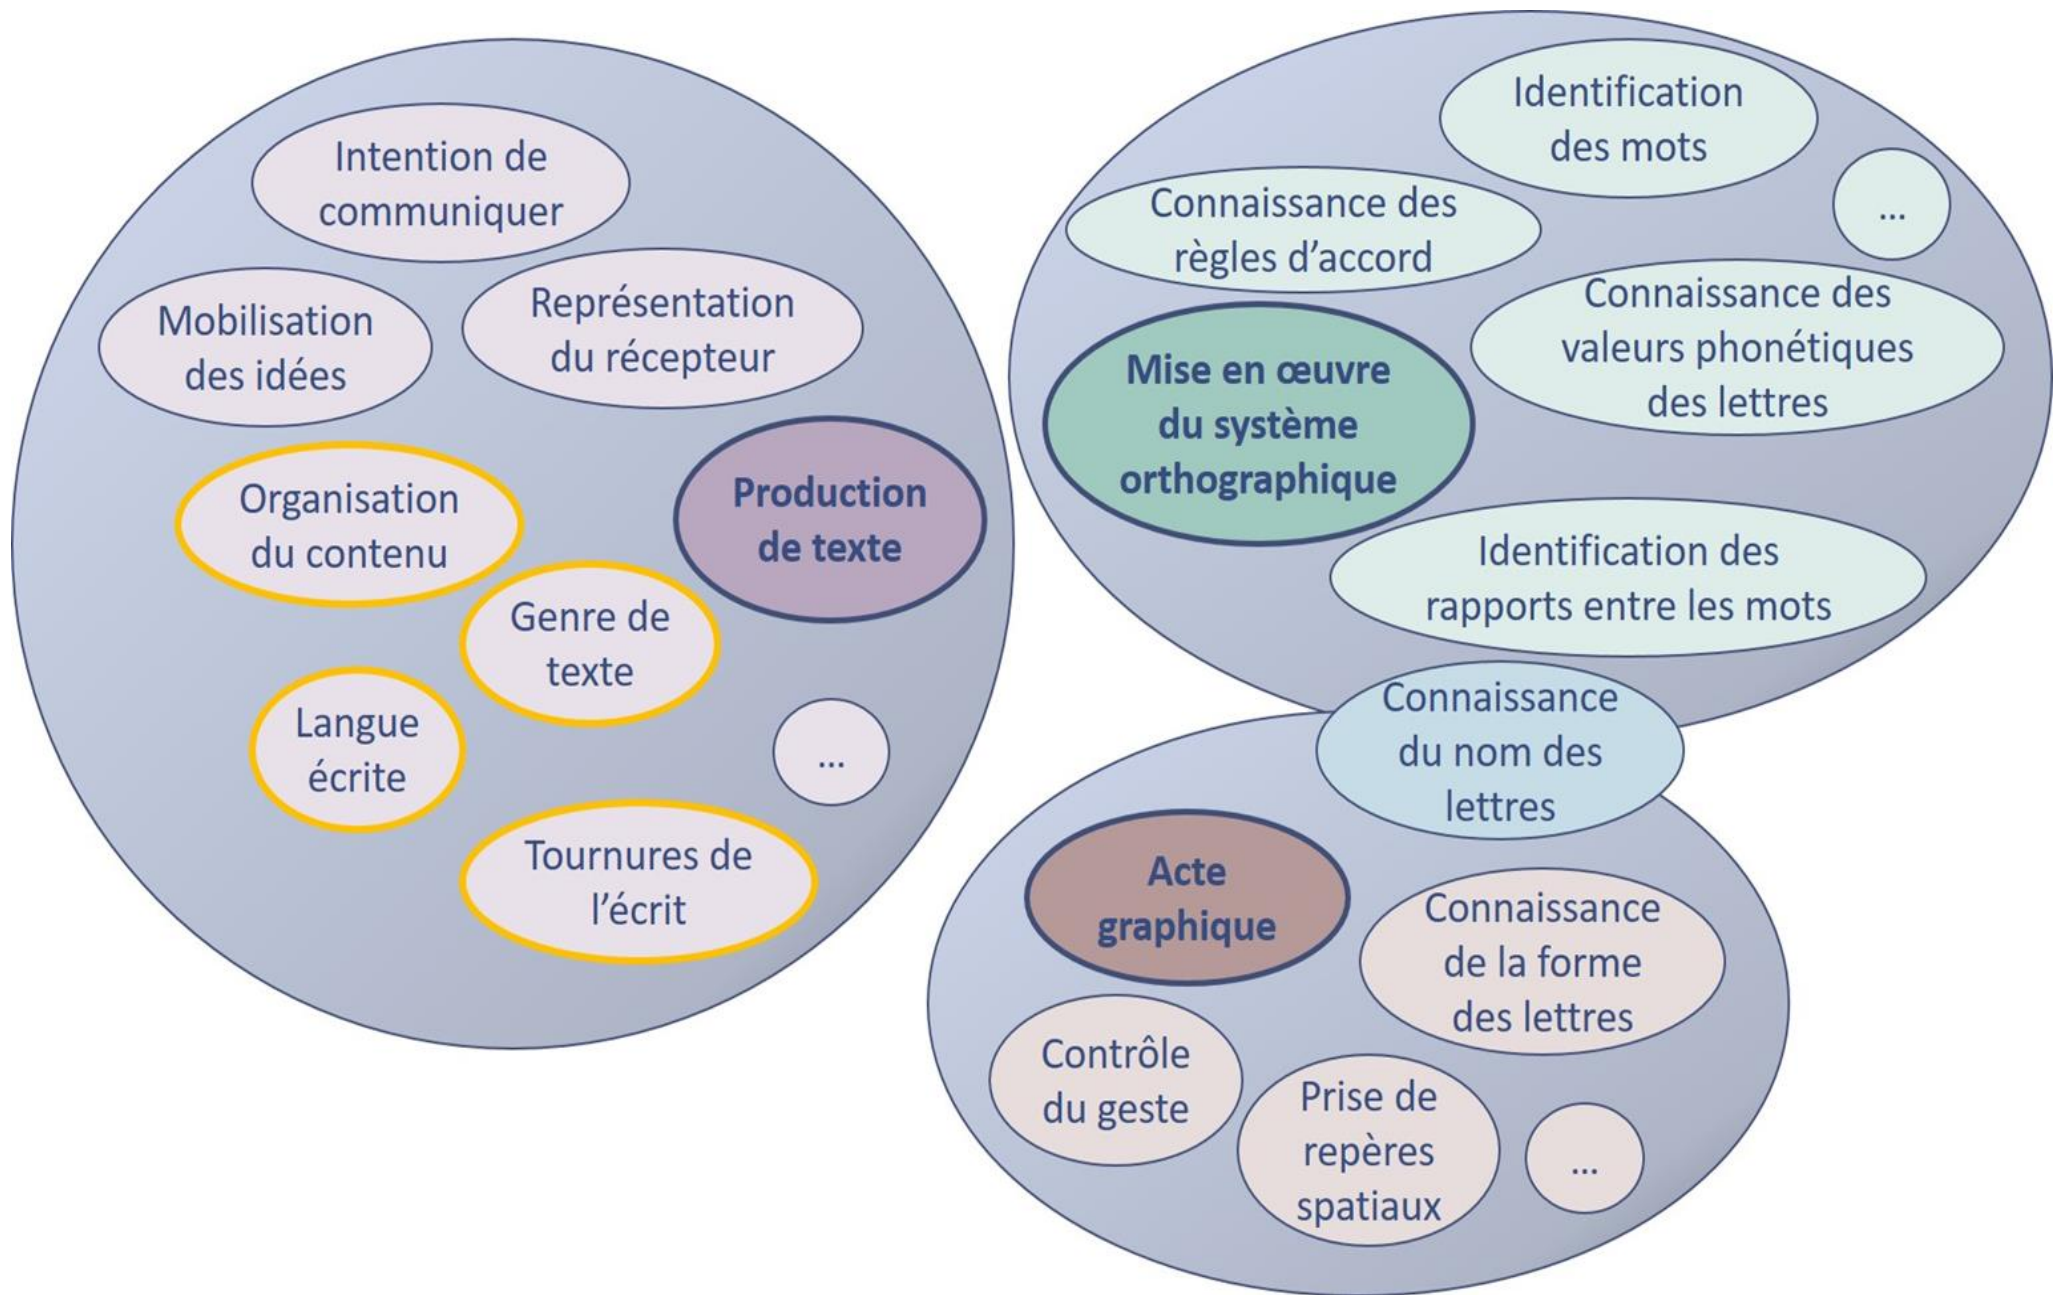 Intention de
communiquer
Mobilisation
des idées
Représentation
du récepteur
Organisation
du contenu
Production
de texte
Genre de
texte
Langue
écrite
...
Tournures de
l'écrit
Identification
des mots
Connaissance des
règles d'accord
...
Connaissance des
valeurs phonétiques
des lettres
Mise en œuvre
du système
orthographique
Identification des
rapports entre les mots
Connaissance
du nom des
lettres
Acte
graphique
Connaissance
de la forme
des lettres
Contrôle
du geste
Prise de
repères
spatiaux
...